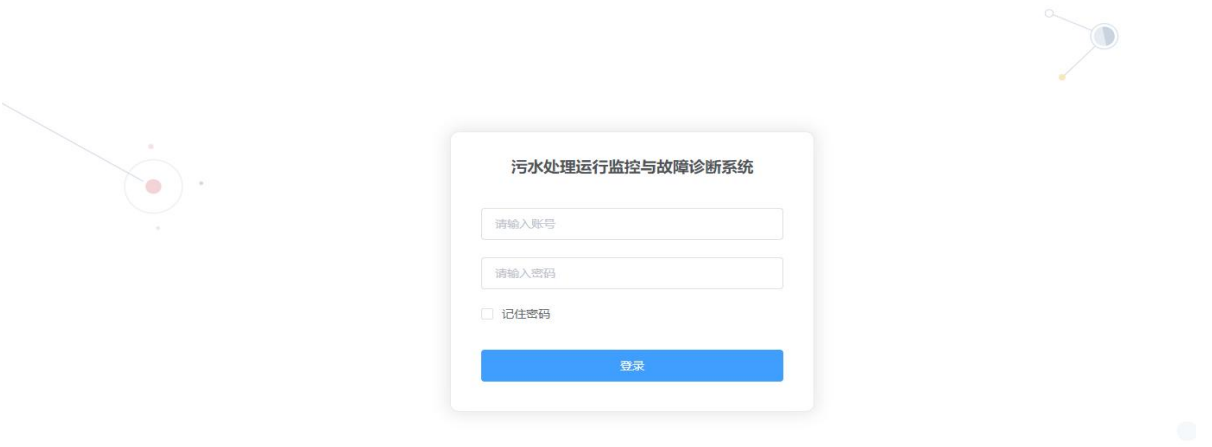 污水处理运行监控与故障诊断系统
请输入账号
请输入密码
记住密码
登录